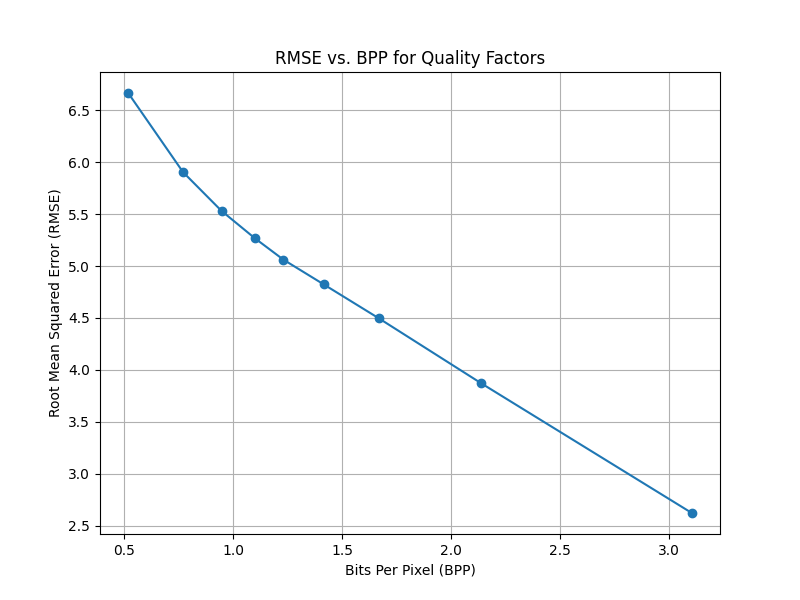 RMSE vs. BPP for Quality Factors
Root Mean Squared Error (RMSE)
6.5
6.0
5.5
5.0
4.5
4.0
3.5
3.0
2.5
0.5 1.0 1.5 2.0 2.5 3.0
Bits Per Pixel (BPP)